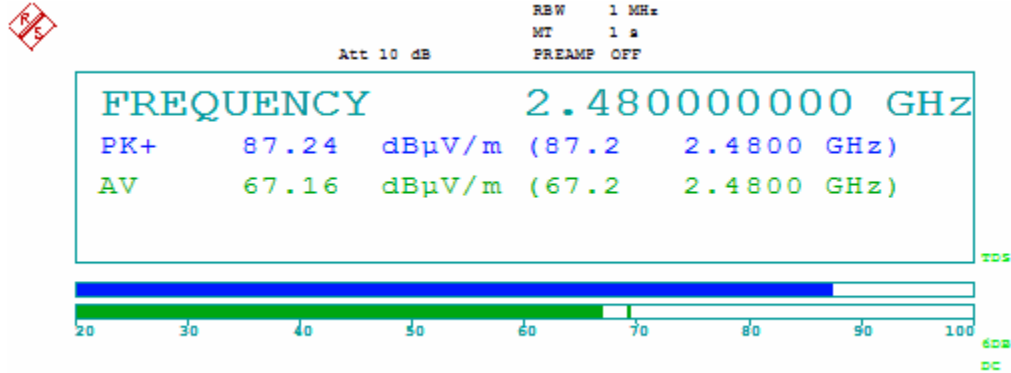 R S
RBW 1 MHz
MT 1 s
Att 10 dB PREAMP OFF
FREQUENCY 2.480000000 GHz
PK+ 87.24 dBµV/m (87.2 2.4800 GHz)
AV 67.16 dBµV/m (67.2 2.4800 GHz)
TDS
20 30 40 50 60 70 80 90 100
6DB
DC